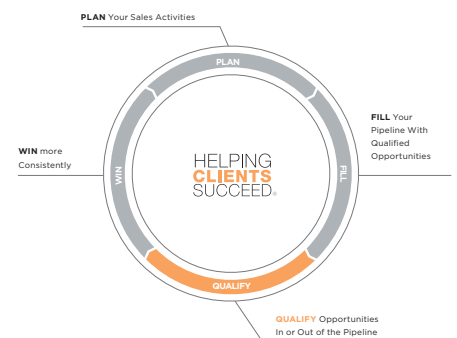 PLAN Your Sales Activities
PLAN
FILL Your
Pipeline With
Qualified
Opportunities
FILL
WIN more
Consistently
WIN
HELPING
CLIENTS
SUCCEED®
QUALIFY
QUALIFY Opportunities
In or Out of the Pipeline